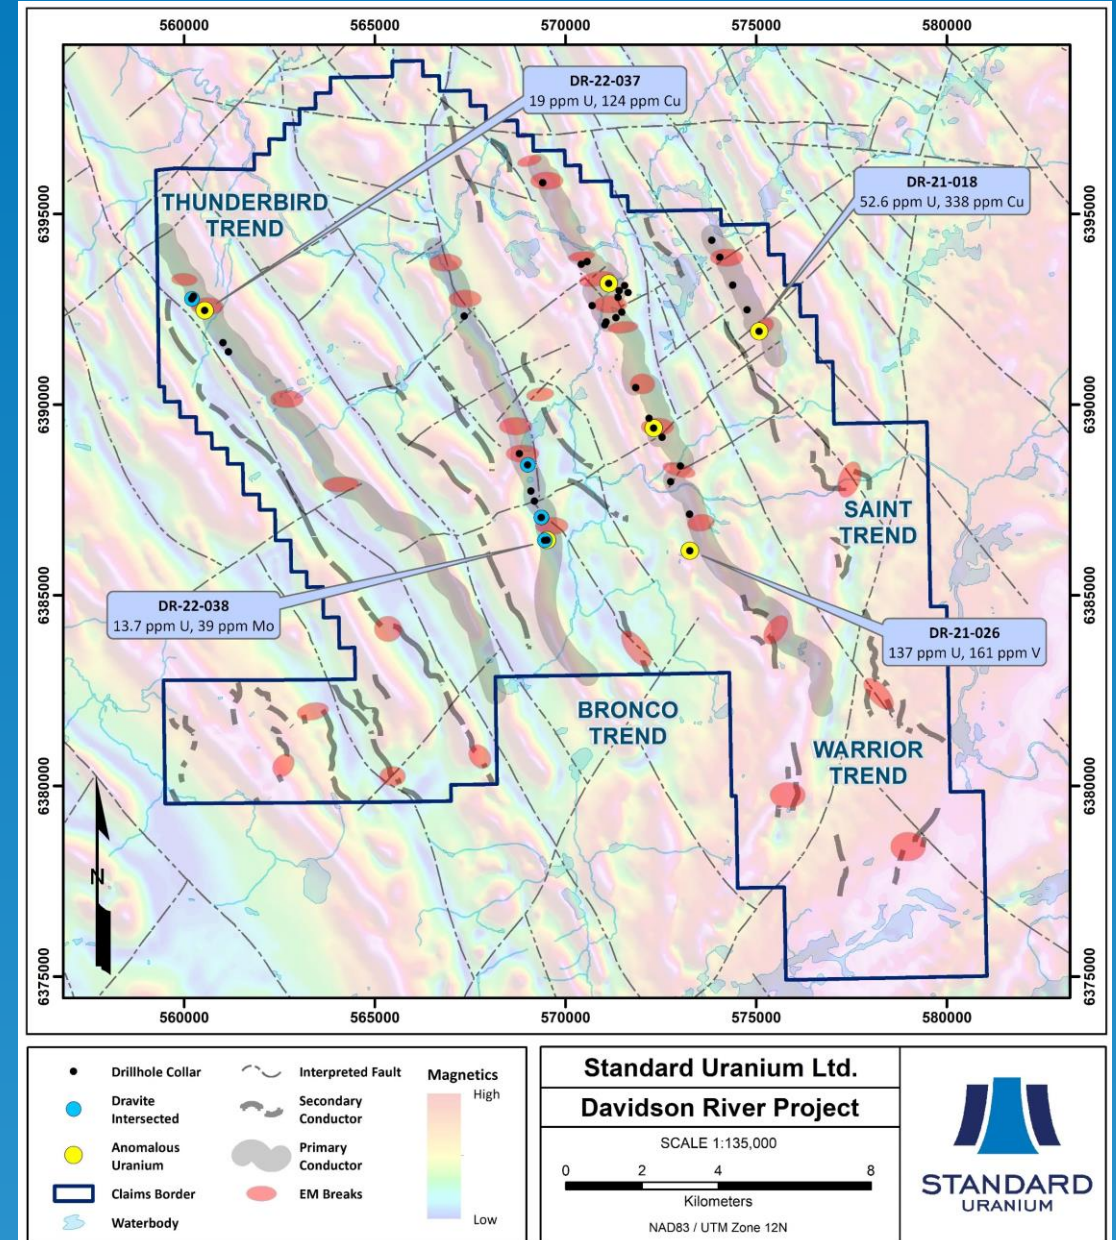 560000
565000
570000
575000
580000
DR-22-037
19 ppm U, 124 ppm Cu
DR-21-018
52.6 ppm U, 338 ppm Cu
THUNDERBIRD
TREND
6395000
6395000
6390000
6390000
SAINT
TREND
6385000
6385000
DR-22-038
13.7 ppm U, 39 ppm Mo
DR-21-026
137 ppm U, 161 ppm V
BRONCO
TREND
WARRIOR
TREND
6380000
6380000
N
6375000
6375000
560000
565000
570000
575000
580000
Drillhole Collar
Dravite
Intersected
Anomalous
Uranium
Claims Border
Waterbody
Interpreted Fault
Secondary
Conductor
Primary
Conductor
EM Breaks
Magnetics
High
Low
Standard Uranium Ltd.
Davidson River Project
SCALE 1:135,000
0 2 4 8
Kilometers
NAD83 / UTM Zone 12N
STANDARD
URANIUM